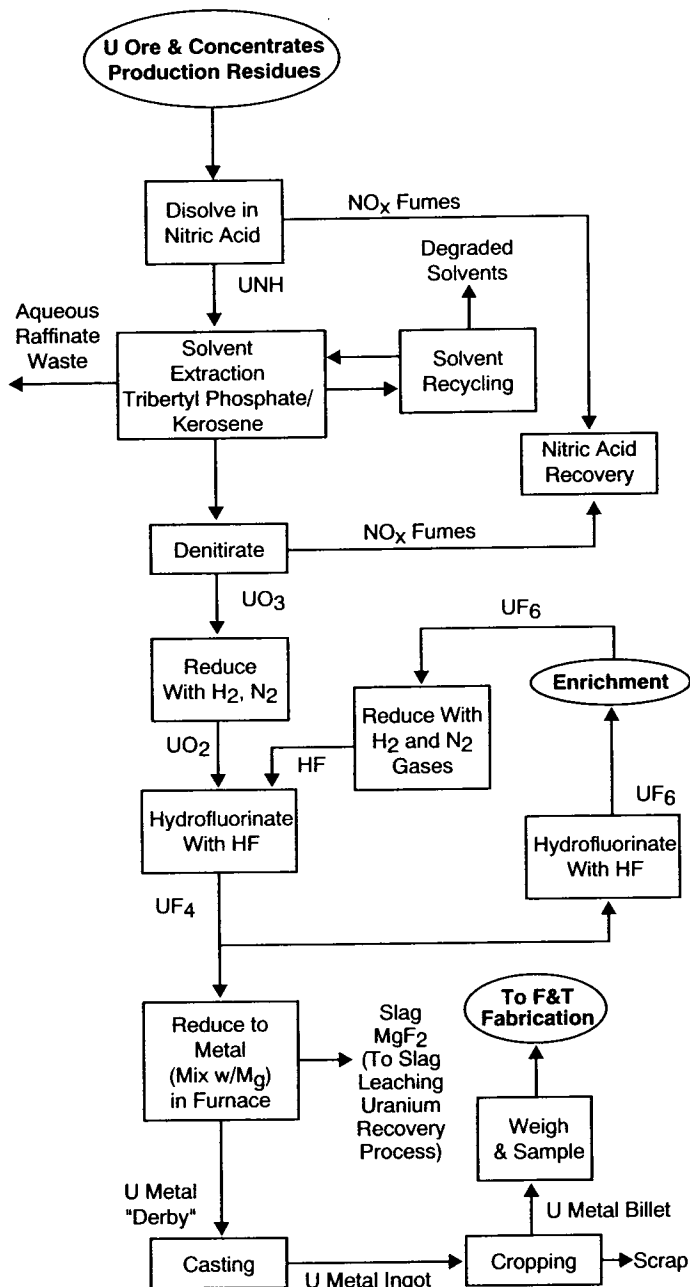 U Ore & Concentrates
Production Residues
Disolve in
Nitric Acid
NOx Fumes
UNH
Degraded
Solvents
Aqueous
Raffinate
Waste
Solvent
Extraction
Tribertyl Phosphate/
Kerosene
Solvent
Recycling
Nitric Acid
Recovery
Denitirate
NOx Fumes
UO3
UF6
Reduce
With H2, N2
Enrichment
Reduce With
H2 and N2
Gases
UO2
HF
UF6
Hydrofluorinate
With HF
Hydrofluorinate
With HF
UF4
To F&T
Fabrication
Reduce to
Metal
(Mix w/Mg)
in Furnace
Slag
MgF2
(To Slag
Leaching
Uranium
Recovery
Process)
Weigh
& Sample
U Metal
"Derby"
U Metal Billet
Casting
U Metal Ingot
Cropping
Scrap